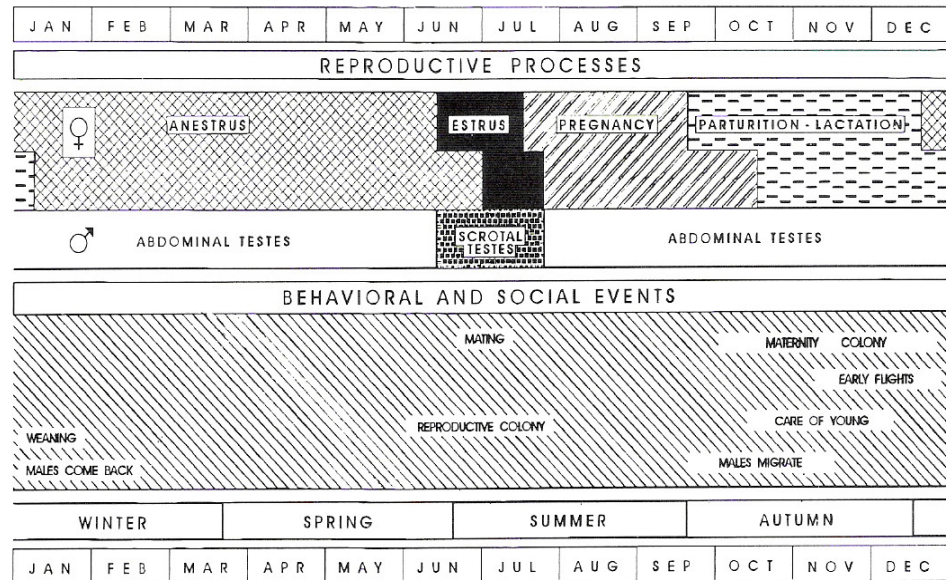 JAN FEB MAR APR MAY JUN JUL AUG SEP OCT NOV DEC
REPRODUCTIVE PROCESSES
♀ ANESTRUS ESTRUS PREGNANCY PARTURITION - LACTATION
♂ ABDOMINAL TESTES SCROTAL TESTES ABDOMINAL TESTES
BEHAVIORAL AND SOCIAL EVENTS
MATING MATERNITY COLONY
EARLY FLIGHTS
REPRODUCTIVE COLONY CARE OF YOUNG
WEANING
MALES COME BACK MALES MIGRATE
WINTER SPRING SUMMER AUTUMN
JAN FEB MAR APR MAY JUN JUL AUG SEP OCT NOV DEC